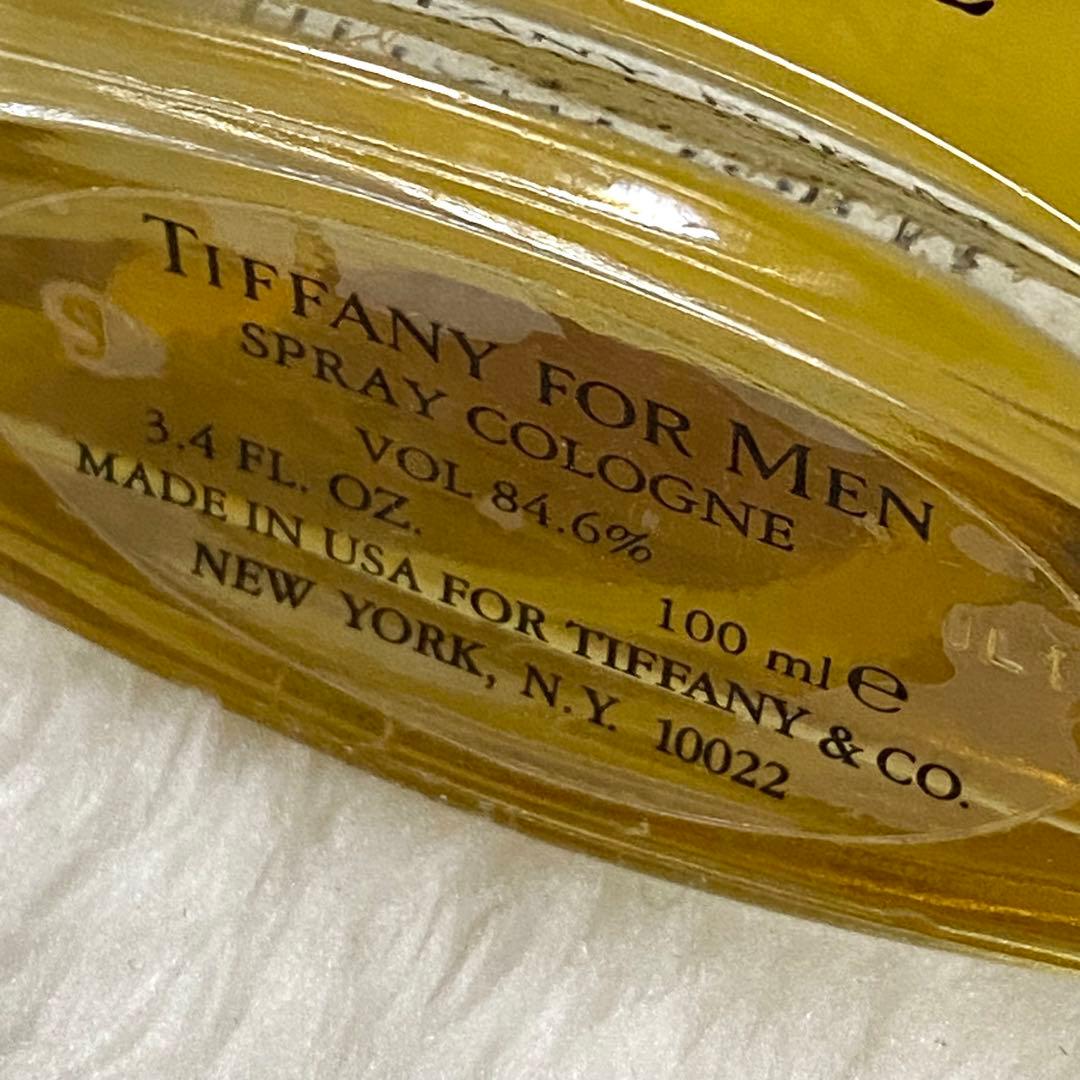 TIFFANY FOR MEN
SPRAY COLOGNE
VOL 84.6%
3.4 FL. OZ. 100 ml ℮
MADE IN USA FOR TIFFANY & CO.
NEW YORK, N.Y. 10022